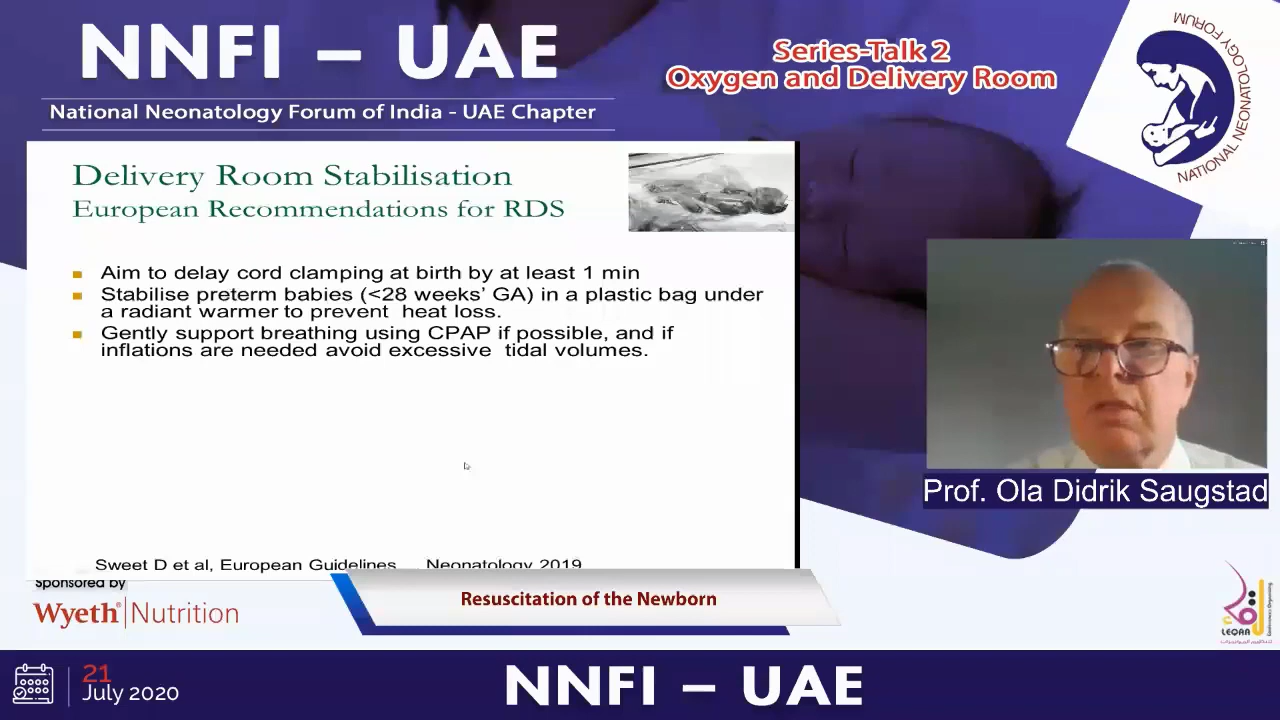 NNFI – UAE
National Neonatology Forum of India - UAE Chapter
Series-Talk 2
Oxygen and Delivery Room
NATIONAL NEONATOLOGY FORUM
Delivery Room Stabilisation
European Recommendations for RDS
Aim to delay cord clamping at birth by at least 1 min
Stabilise preterm babies (<28 weeks' GA) in a plastic bag under
a radiant warmer to prevent heat loss.
Gently support breathing using CPAP if possible, and if
inflations are needed avoid excessive tidal volumes.
Sweet D et al, European Guidelines Neonatology 2019
Prof. Ola Didrik Saugstad
Sponsored by
Wyeth® Nutrition
Resuscitation of the Newborn
LEQAA
21
July 2020
NNFI – UAE